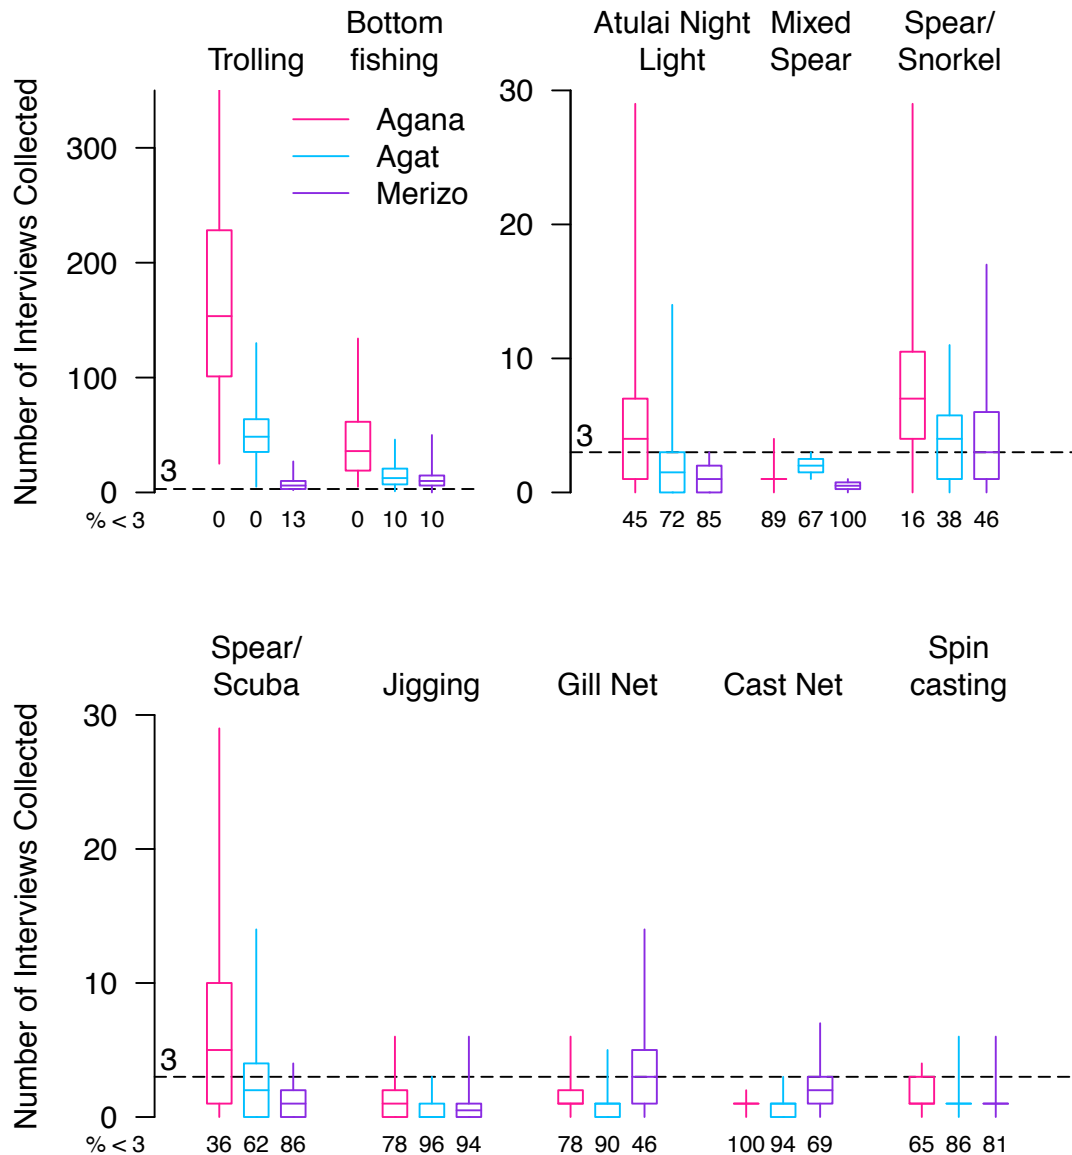 Bottom
Trolling fishing
Number of Interviews Collected
300
200
100
0
Agana
Agat
Merizo
3
% < 3 0 0 13 0 10 10
Atulai Night Mixed Spear/
Light Spear Snorkel
30
20
10
0
3
45 72 85 89 67 100 16 38 46
Spear/ Spin
Scuba Jigging Gill Net Cast Net casting
Number of Interviews Collected
30
20
10
0
3
% < 3 36 62 86 78 96 94 78 90 46 100 94 69 65 86 81